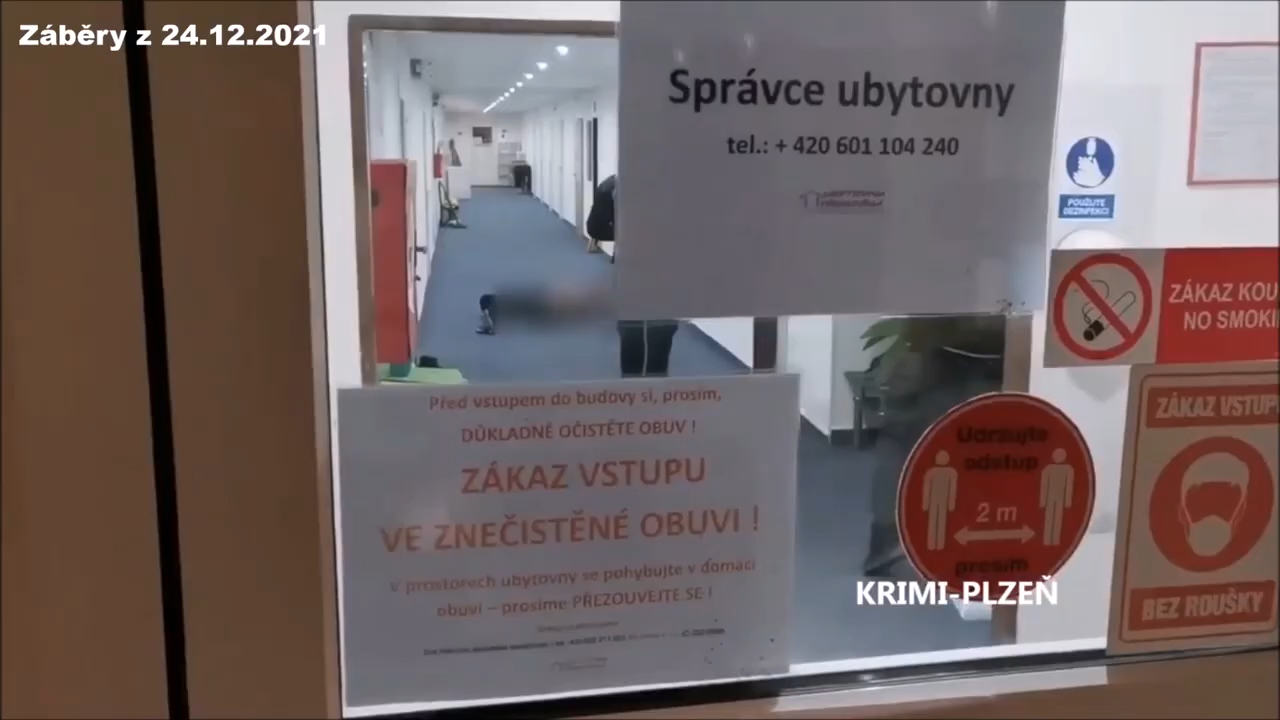 Záběry z 24.12.2021
Správce ubytovny
tel.: + 420 601 104 240
POUŽIJTE
DEZINFEKCI
ZÁKAZ KOU
NO SMOKI
Před vstupem do budovy si, prosím,
DŮKLADNĚ OČISTĚTE OBUV !
ZÁKAZ VSTUPU
VE ZNEČISTĚNÉ OBUVI !
v prostorech ubytovny se pohybujte v domácí
obuvi – prosíme PŘEZOUVEJTE SE !
Udržujte
odstup
2 m
prosím
ZÁKAZ VSTUPU
BEZ ROUŠKY
KRIMI-PLZEŇ